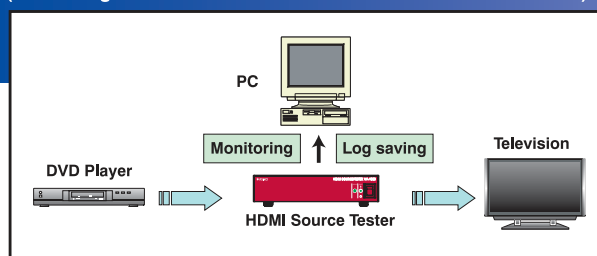 PC
Monitoring
Log saving
Television
DVD Player
HDMI Source Tester